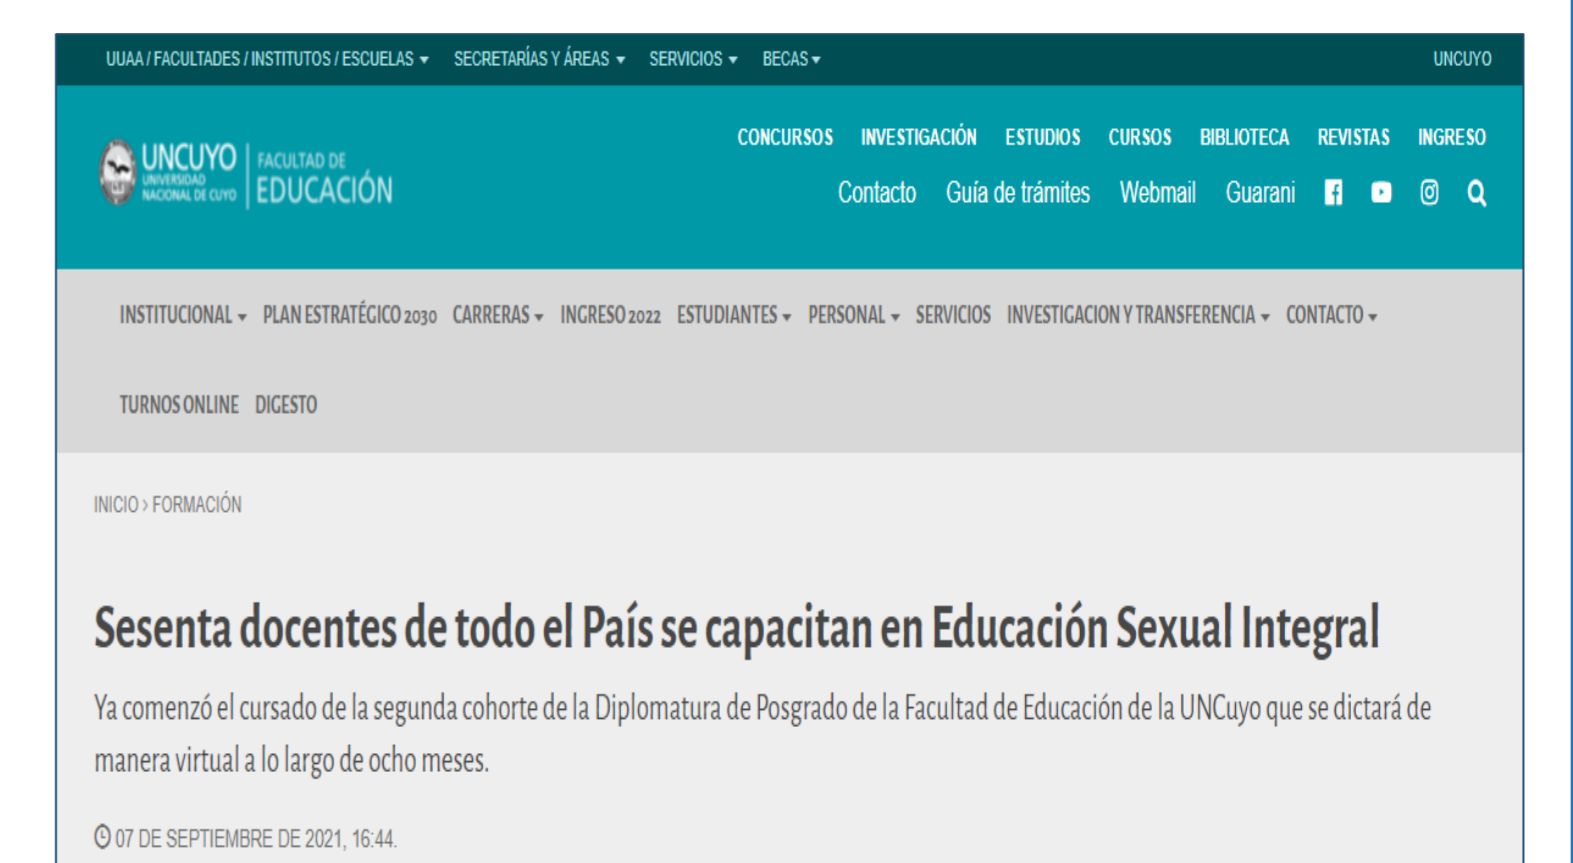 UUAA / FACULTADES / INSTITUTOS / ESCUELAS SECRETARÍAS Y ÁREAS SERVICIOS BECAS UNCUYO
CONCURSOS INVESTIGACIÓN ESTUDIOS CURSOS BIBLIOTECA REVISTAS INGRESO
UNCUYO
UNIVERSIDAD
NACIONAL DE CUYO
FACULTAD DE
EDUCACIÓN
Contacto Guía de trámites Webmail Guarani
INSTITUCIONAL PLAN ESTRATÉGICO 2030 CARRERAS INGRESO 2022 ESTUDIANTES PERSONAL SERVICIOS INVESTIGACION Y TRANSFERENCIA CONTACTO
TURNOS ONLINE DIGESTO
INICIO > FORMACIÓN
Sesenta docentes de todo el País se capacitan en Educación Sexual Integral
Ya comenzó el cursado de la segunda cohorte de la Diplomatura de Posgrado de la Facultad de Educación de la UNCuyo que se dictará de
manera virtual a lo largo de ocho meses.
07 DE SEPTIEMBRE DE 2021, 16:44.